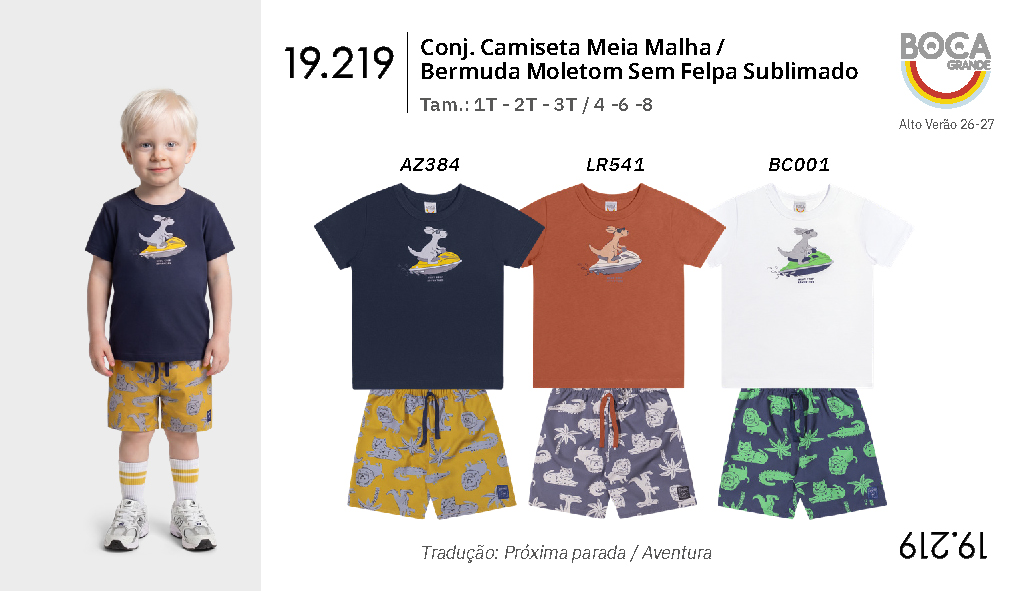 19.219
Conj. Camiseta Meia Malha /
Bermuda Moletom Sem Felpa Sublimado
Tam.: 1T - 2T - 3T / 4 -6 -8
BOCA
GRANDE
Alto Verão 26-27
AZ384
LR541
BC001
Tradução: Próxima parada / Aventura
19.219